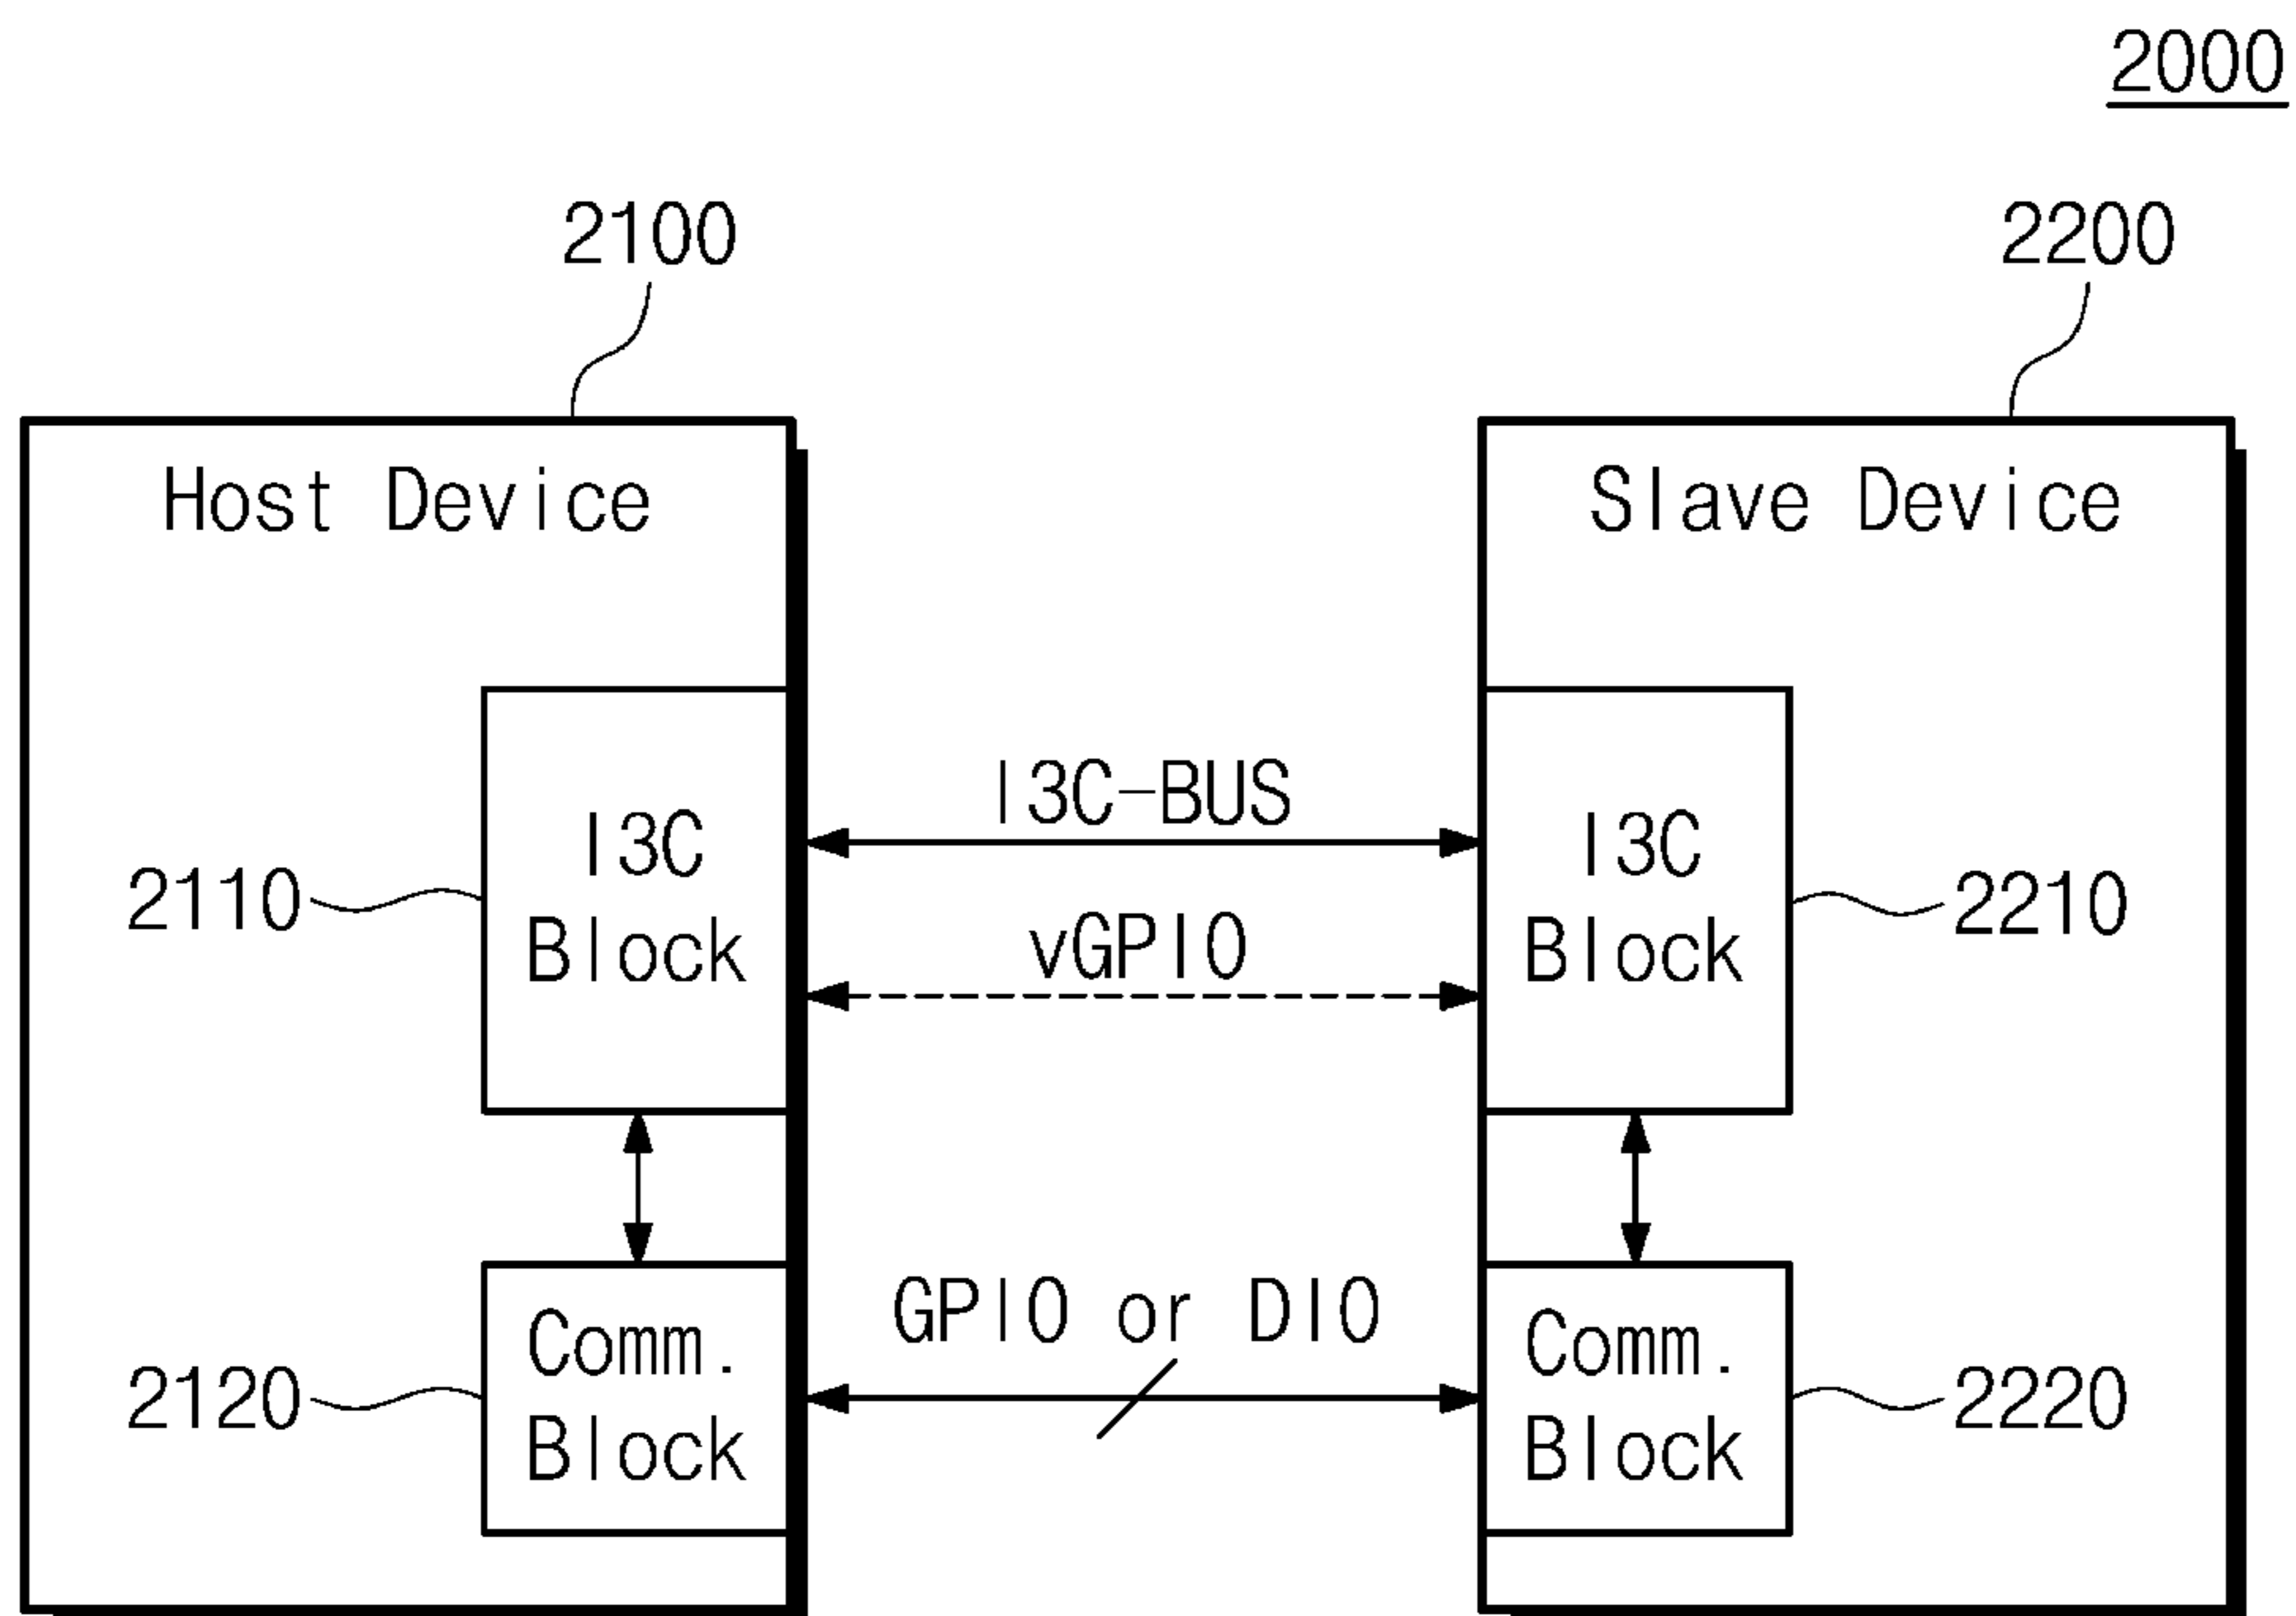 2000
2100
2200
Host Device
Slave Device
I3C-BUS
I3C
Block
2110
vGPIO
I3C
Block
2210
GPIO or DIO
Comm.
Block
2120
Comm.
Block
2220